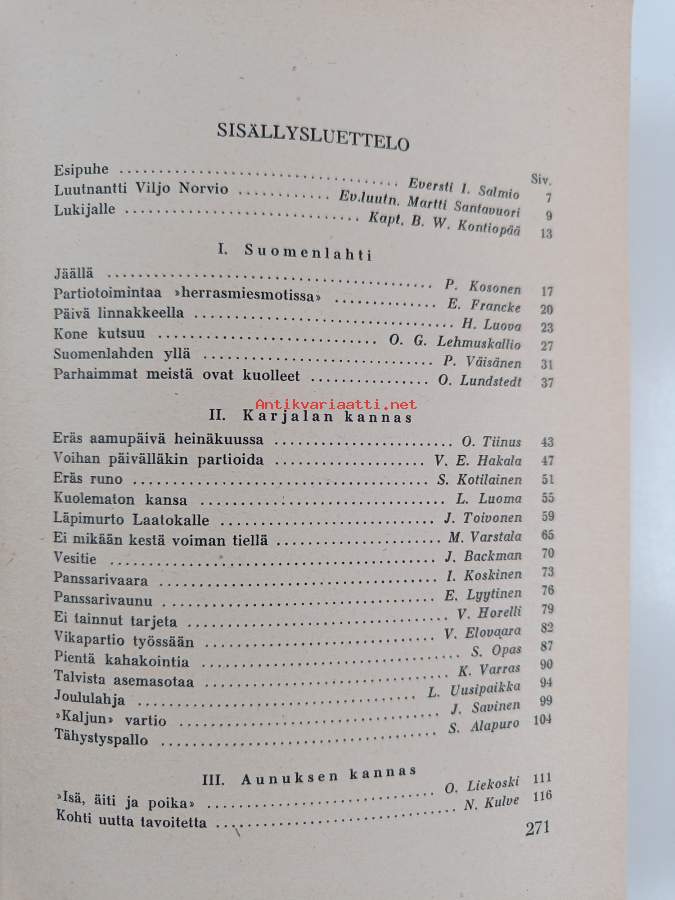 SISÄLLYSLUETTELO
Siv.
Esipuhe ................................ Eversti I. Salmio 7
Luutnantti Viljo Norvio ............ Ev.luutn. Martti Santavuori 9
Lukijalle ................................ Kapt. B. W. Kontiopää 13
I. Suomenlahti
Jäällä ................................ P. Kosonen 17
Partiotoimintaa »herrasmiesmotissa» ............ E. Francke 20
Päivä linnakkeella ................................ H. Luova 23
Kone kutsuu ................................ O. G. Lehmuskallio 27
Suomenlahden yllä ................................ P. Väisänen 31
Parhaimmat meistä ovat kuolleet ................ O. Lundstedt 37
Antikvariaatti.net
II. Karjalan kannas
Eräs aamupäivä heinäkuussa ........................ O. Tiinus 43
Voihan päivälläkin partioida ........................ V. E. Hakala 47
Eräs runo ................................ S. Kotilainen 51
Kuolematon kansa ................................ L. Luoma 55
Läpimurto Laatokalle ................................ J. Toivonen 59
Ei mikään kestä voiman tiellä ........................ M. Varstala 65
Vesitie ................................ J. Backman 70
Panssarivaara ................................ I. Koskinen 73
Panssarivaunu ................................ E. Lyytinen 76
Ei tainnut tarjeta ................................ V. Horelli 79
Vikapartio työssään ................................ V. Elovaara 82
Pientä kahakointia ................................ S. Opas 87
Talvista asemasotaa ................................ K. Varras 90
Joululahja ................................ L. Uusipaikka 94
»Kaljun» vartio ................................ J. Savinen 99
Tähystyspallo ................................ S. Alapuro 104
III. Aunuksen kannas
»Isä, äiti ja poika» ................................ O. Liekoski 111
Kohti uutta tavoitetta ................................ N. Kulve 116
271